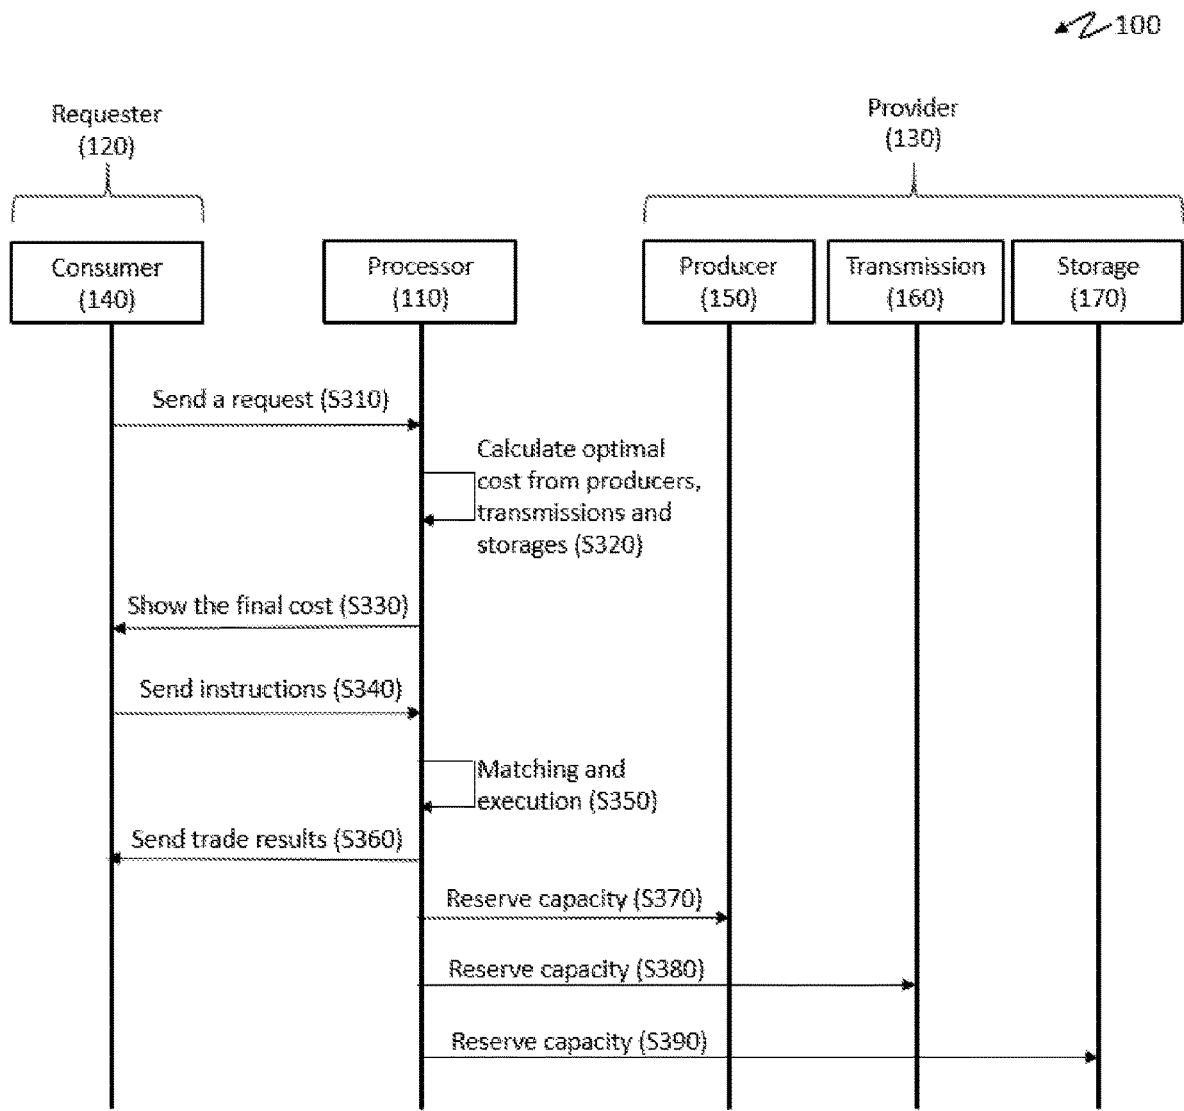 100
Requester
(120)
Provider
(130)
Consumer
(140)
Processor
(110)
Producer
(150)
Transmission
(160)
Storage
(170)
Send a request (S310)
Calculate optimal
cost from producers,
transmissions and
storages (S320)
Show the final cost (S330)
Send instructions (S340)
Matching and
execution (S350)
Send trade results (S360)
Reserve capacity (S370)
Reserve capacity (S380)
Reserve capacity (S390)